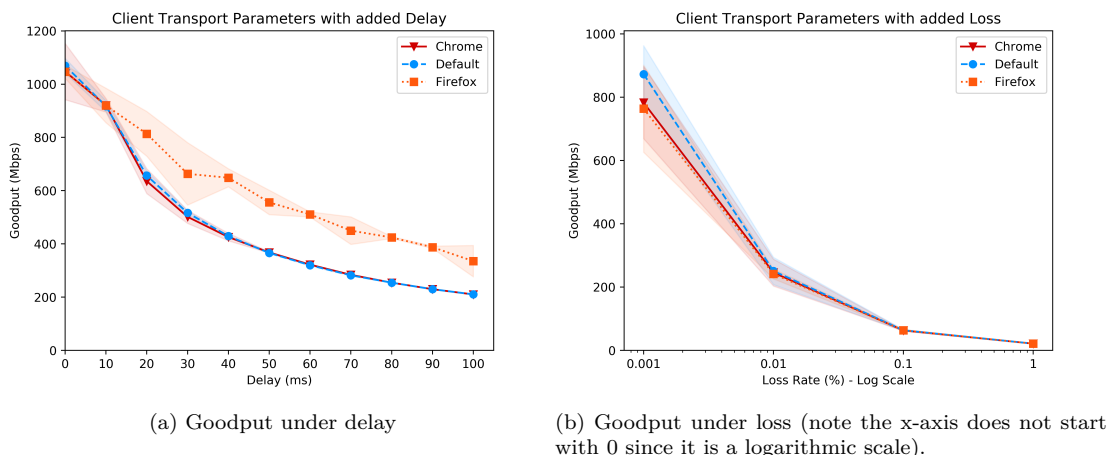 Client Transport Parameters with added Delay
1200
1000
800
600
400
200
0
Goodput (Mbps)
Chrome
Default
Firefox
0 10 20 30 40 50 60 70 80 90 100
Delay (ms)
(a) Goodput under delay
Client Transport Parameters with added Loss
1000
800
600
400
200
0
Goodput (Mbps)
Chrome
Default
Firefox
0.001 0.01 0.1 1
Loss Rate (%) - Log Scale
(b) Goodput under loss (note the x-axis does not start
with 0 since it is a logarithmic scale).